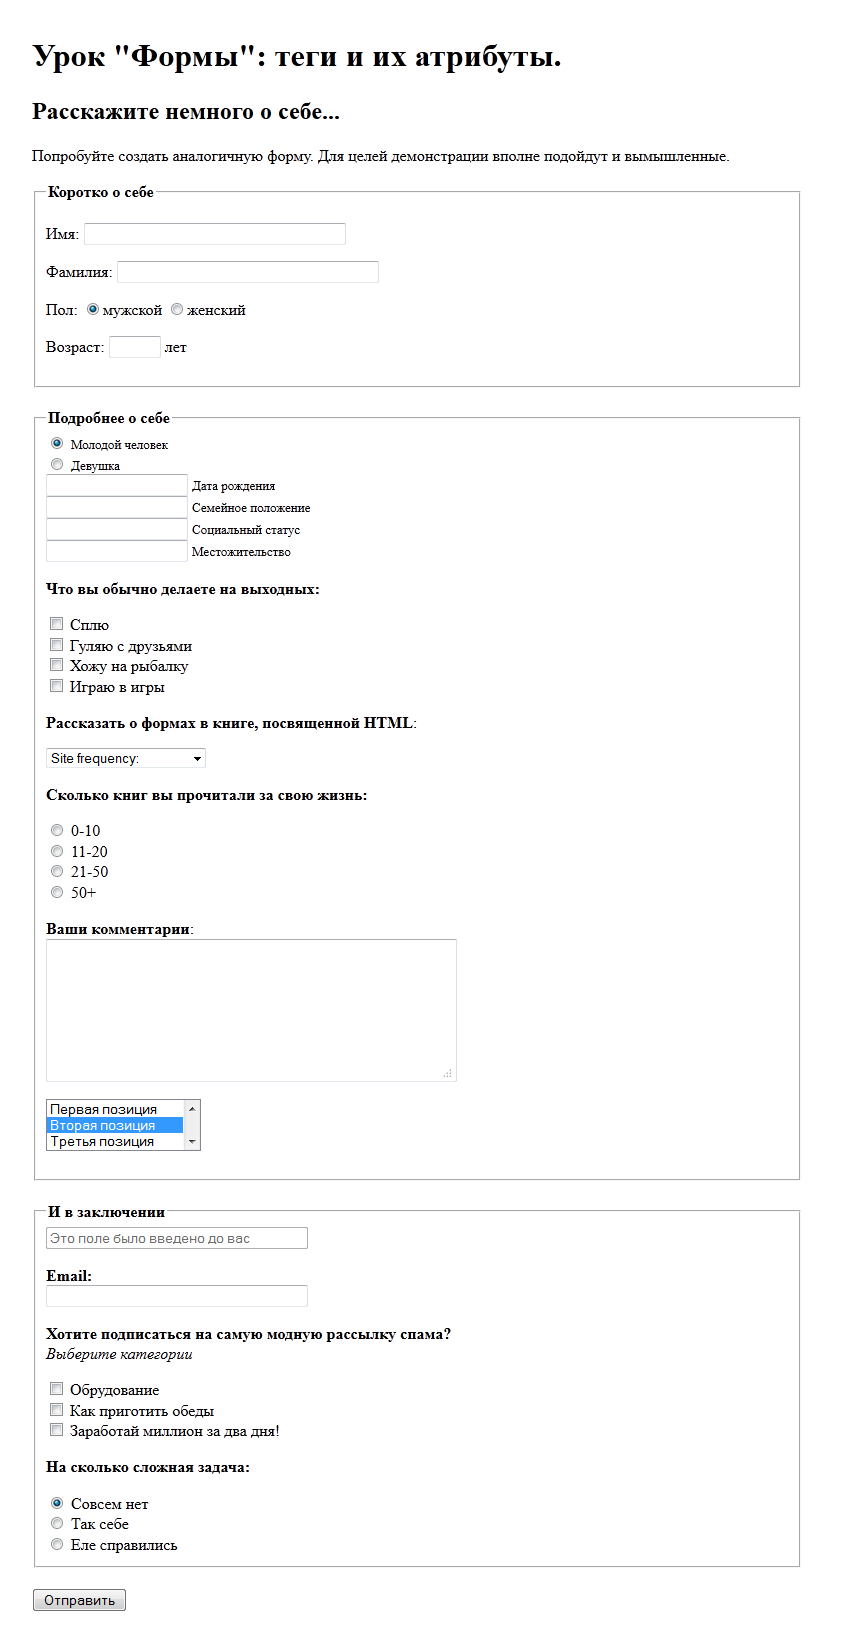 Урок "Формы": теги и их атрибуты.
Расскажите немного о себе...
Попробуйте создать аналогичную форму. Для целей демонстрации вполне подойдут и вымышленные.
Коротко о себе
Имя:
Фамилия:
Пол: мужской женский
Возраст: лет
Подробнее о себе
Молодой человек
Девушка
Дата рождения
Семейное положение
Социальный статус
Местожительство
Что вы обычно делаете на выходных:
Сплю
Гуляю с друзьями
Хожу на рыбалку
Играю в игры
Рассказать о формах в книге, посвященной HTML:
Site frequency:
Сколько книг вы прочитали за свою жизнь:
0-10
11-20
21-50
50+
Ваши комментарии:
Первая позиция
Вторая позиция
Третья позиция
И в заключении
Это поле было введено до вас
Email:
Хотите подписаться на самую модную рассылку спама?
Выберите категории
Обрудование
Как приготить обеды
Заработай миллион за два дня!
На сколько сложная задача:
Совсем нет
Так себе
Еле справились
Отправить